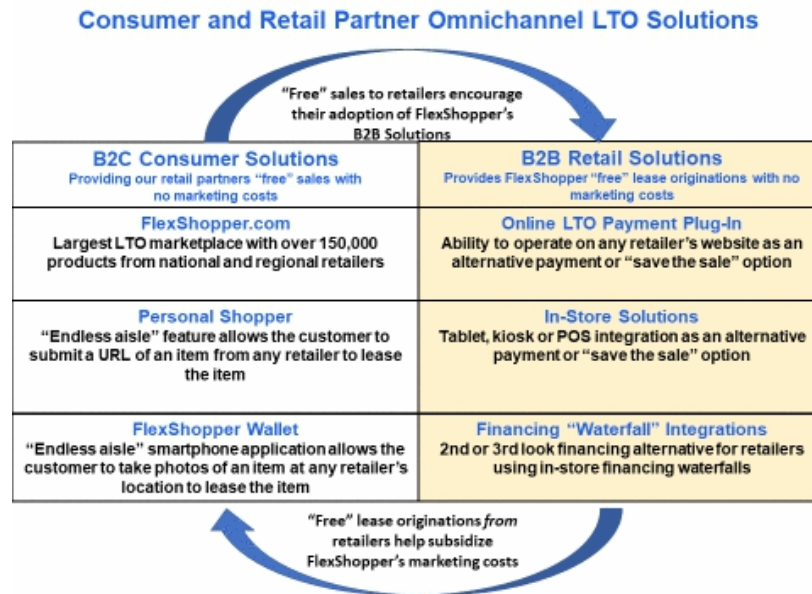 Consumer and Retail Partner Omnichannel LTO Solutions
“Free” sales to retailers encourage
their adoption of FlexShopper’s
B2B Solutions
B2C Consumer Solutions
Providing our retail partners “free” sales with
no marketing costs
B2B Retail Solutions
Provides FlexShopper “free” lease originations with no
marketing costs
FlexShopper.com
Largest LTO marketplace with over 150,000
products from national and regional retailers
Online LTO Payment Plug-In
Ability to operate on any retailer’s website as an
alternative payment or “save the sale” option
Personal Shopper
“Endless aisle” feature allows the customer to
submit a URL of an item from any retailer to lease
the item
In-Store Solutions
Tablet, kiosk or POS integration as an alternative
payment or “save the sale” option
FlexShopper Wallet
“Endless aisle” smartphone application allows the
customer to take photos of an item at any retailer’s
location to lease the item
Financing “Waterfall” Integrations
2nd or 3rd look financing alternative for retailers
using in-store financing waterfalls
“Free” lease originations from
retailers help subsidize
FlexShopper’s marketing costs